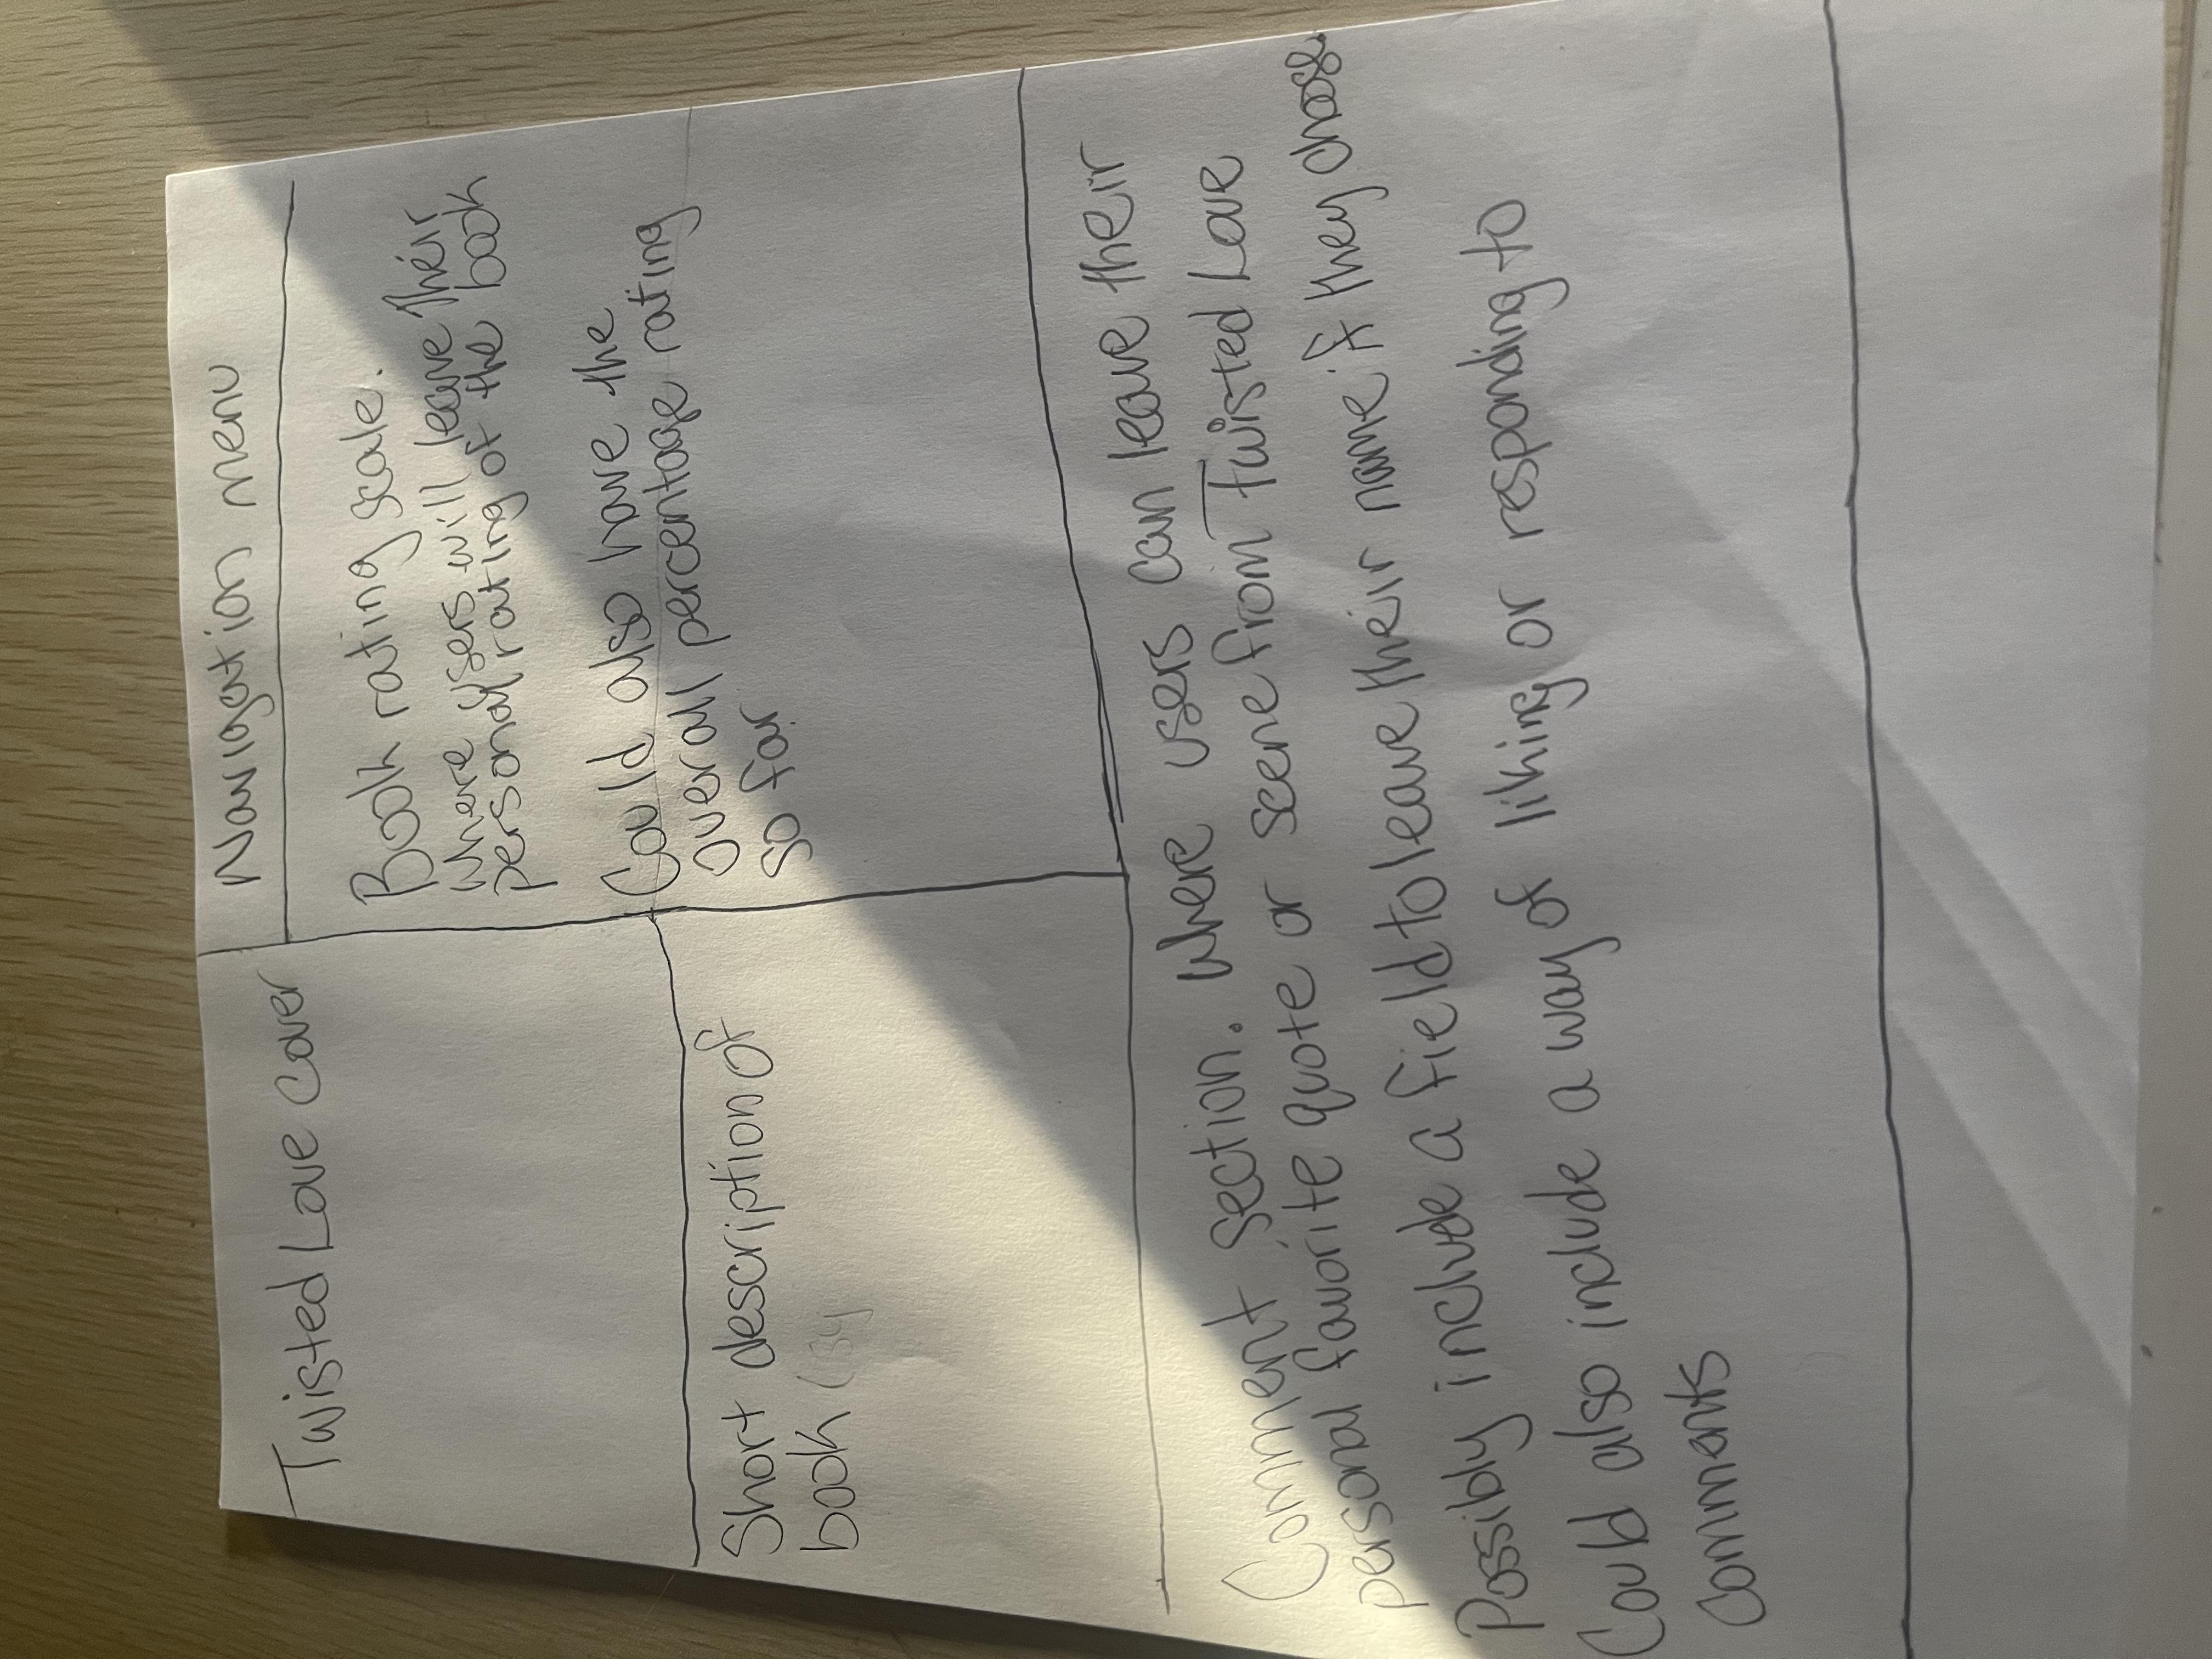 Twisted Love Cover
Navigation menu
Book rating scale.
where users will leave their
personal rating of the book
Could also have the
overall percentage rating
so far
Short description of
book (sy
Comment section. Where users can leave their
personal favorite quote or scene from Twisted Love
Possibly include a field to leave their name if they choose.
Could also include a way of liking or responding to
comments